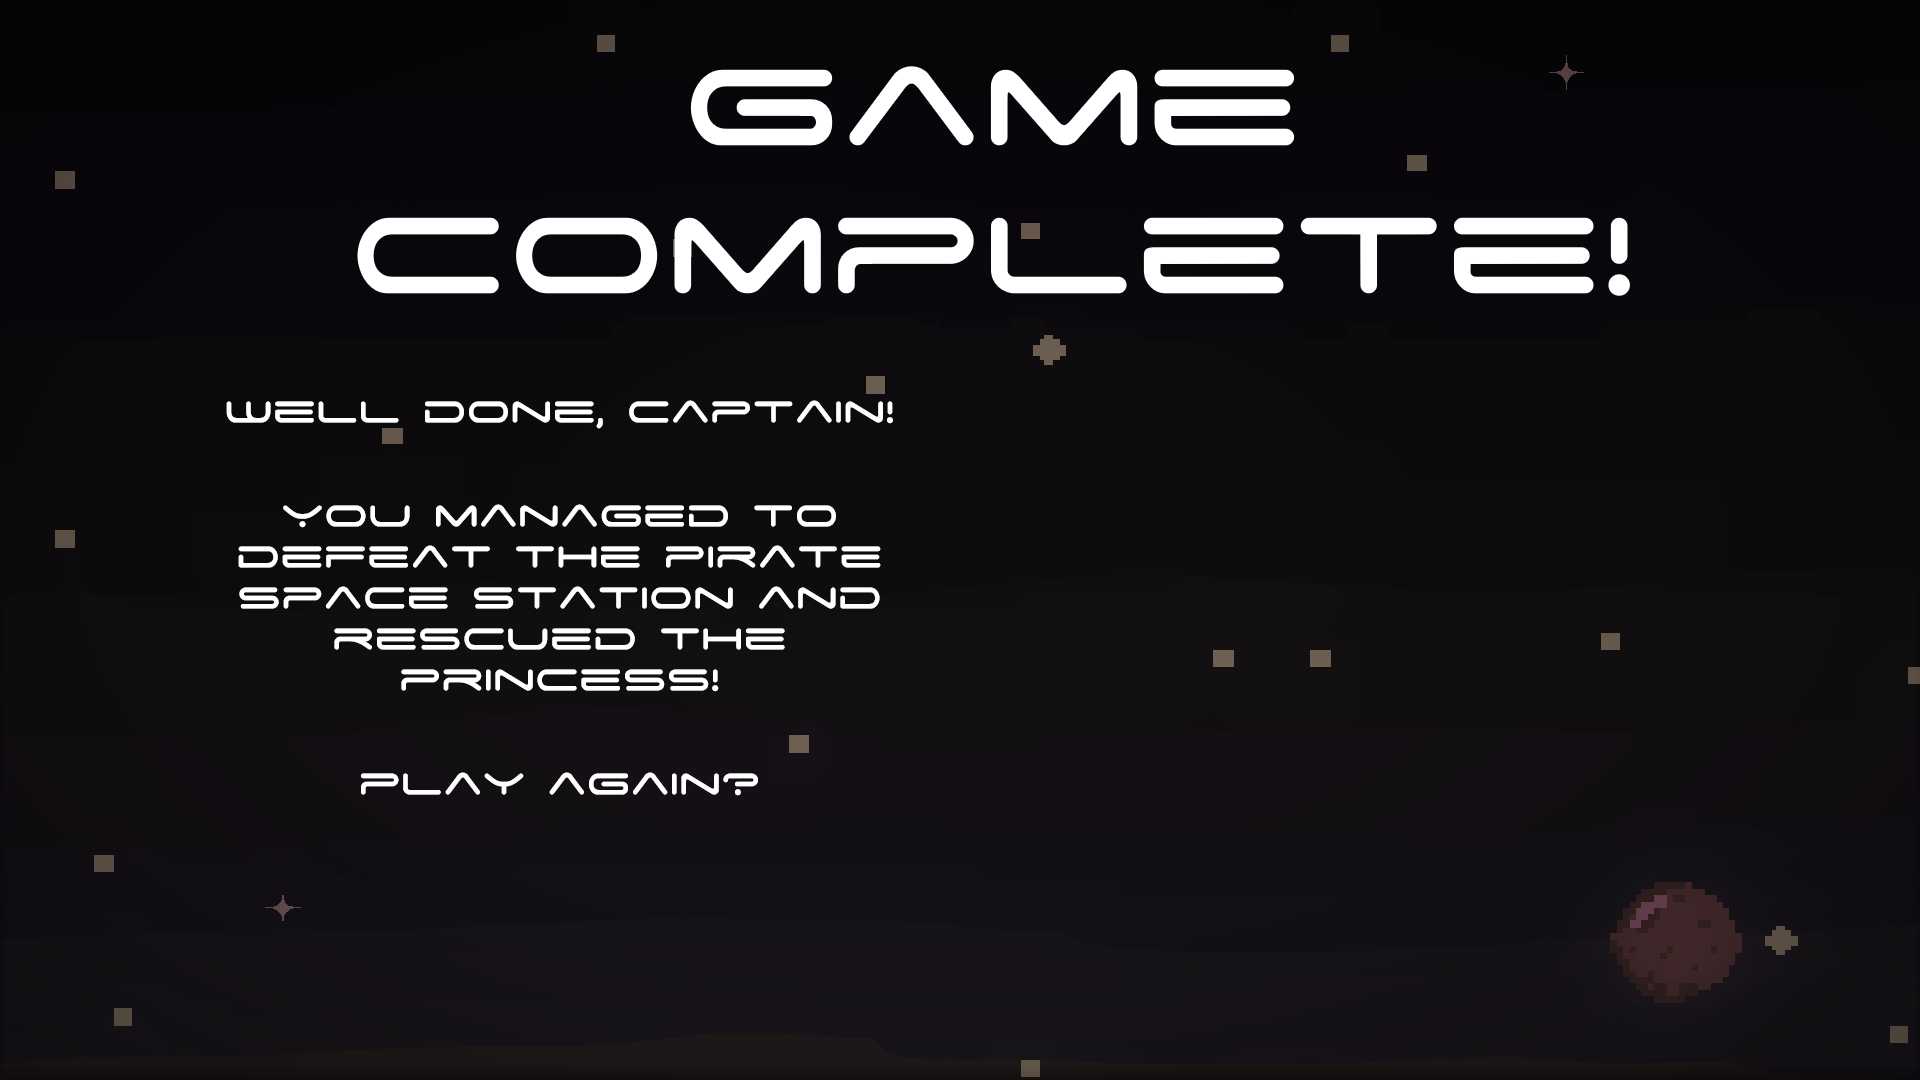 GAME
COMPLETE!
WELL DONE, CAPTAIN!
YOU MANAGED TO
DEFEAT THE PIRATE
SPACE STATION AND
RESCUED THE
PRINCESS!
PLAY AGAIN?